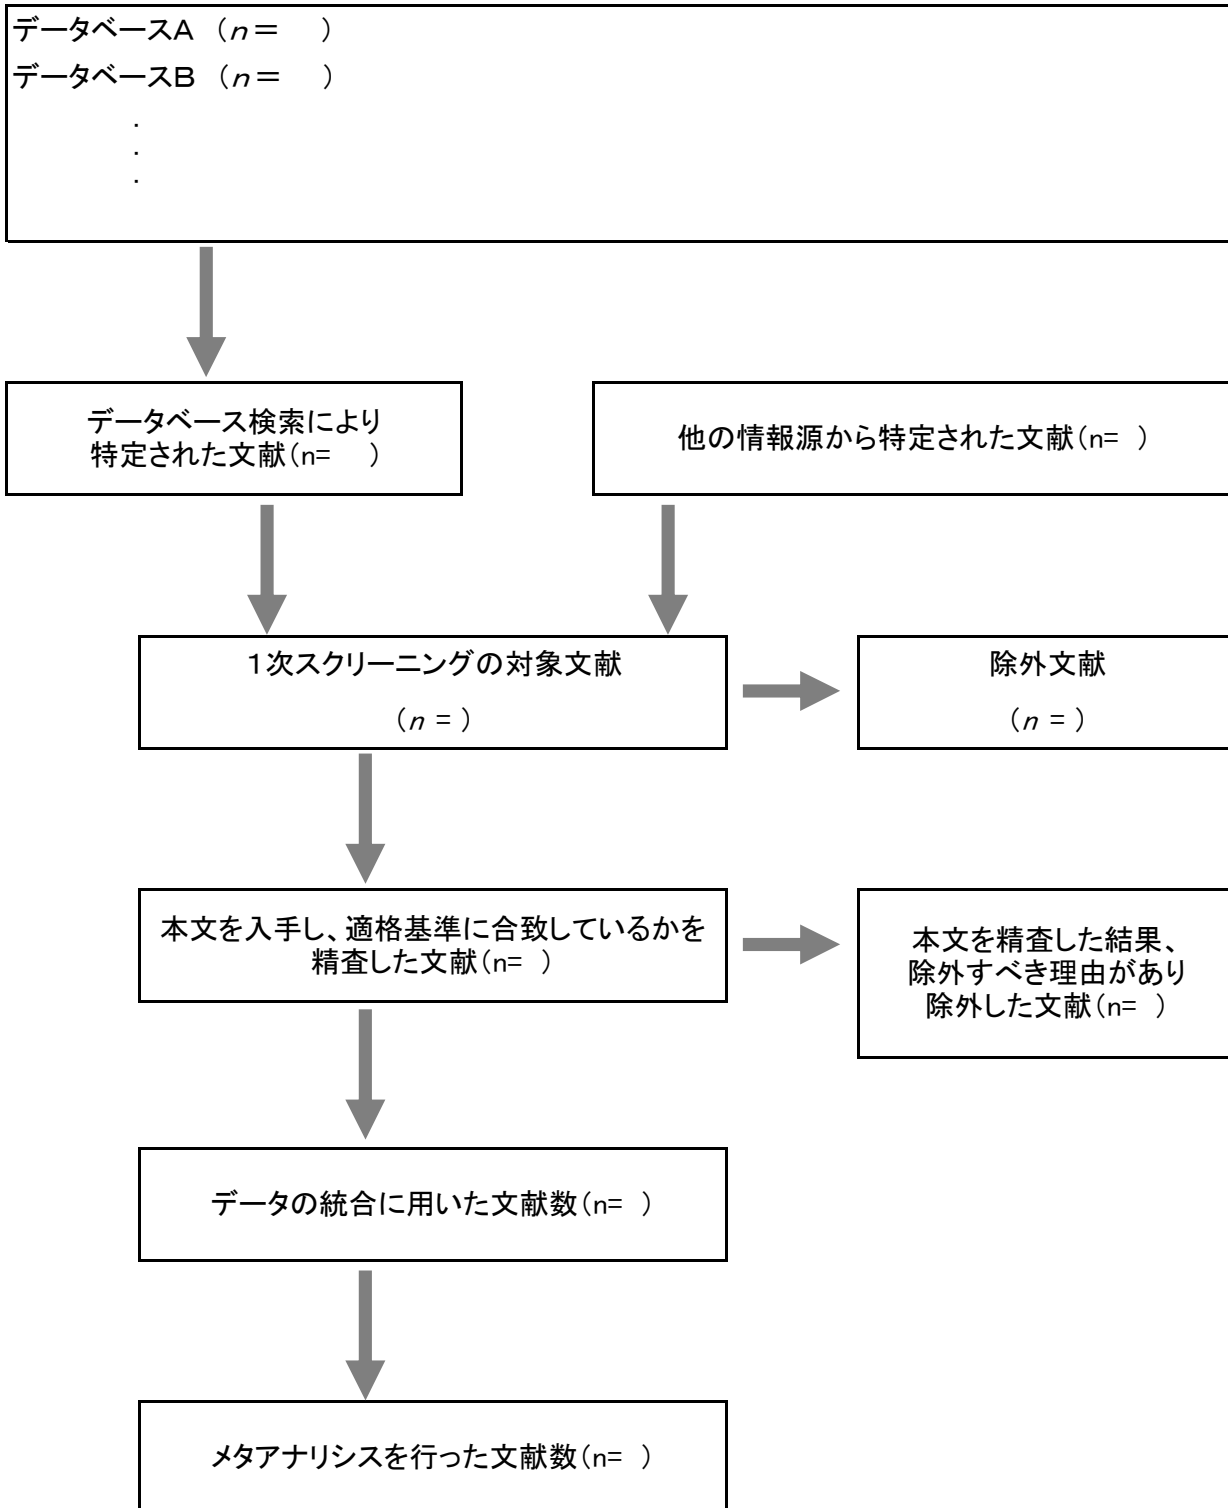 データベースA （n＝　　）
データベースB （n＝　　）
.
.
.
データベース検索により
特定された文献（n=　　）
他の情報源から特定された文献（n=　）
１次スクリーニングの対象文献
（n = ）
除外文献
（n = ）
本文を入手し、適格基準に合致しているかを
精査した文献（n=　）
本文を精査した結果、
除外すべき理由があり
除外した文献（n=　）
データの統合に用いた文献数（n=　）
メタアナリシスを行った文献数（n=　）